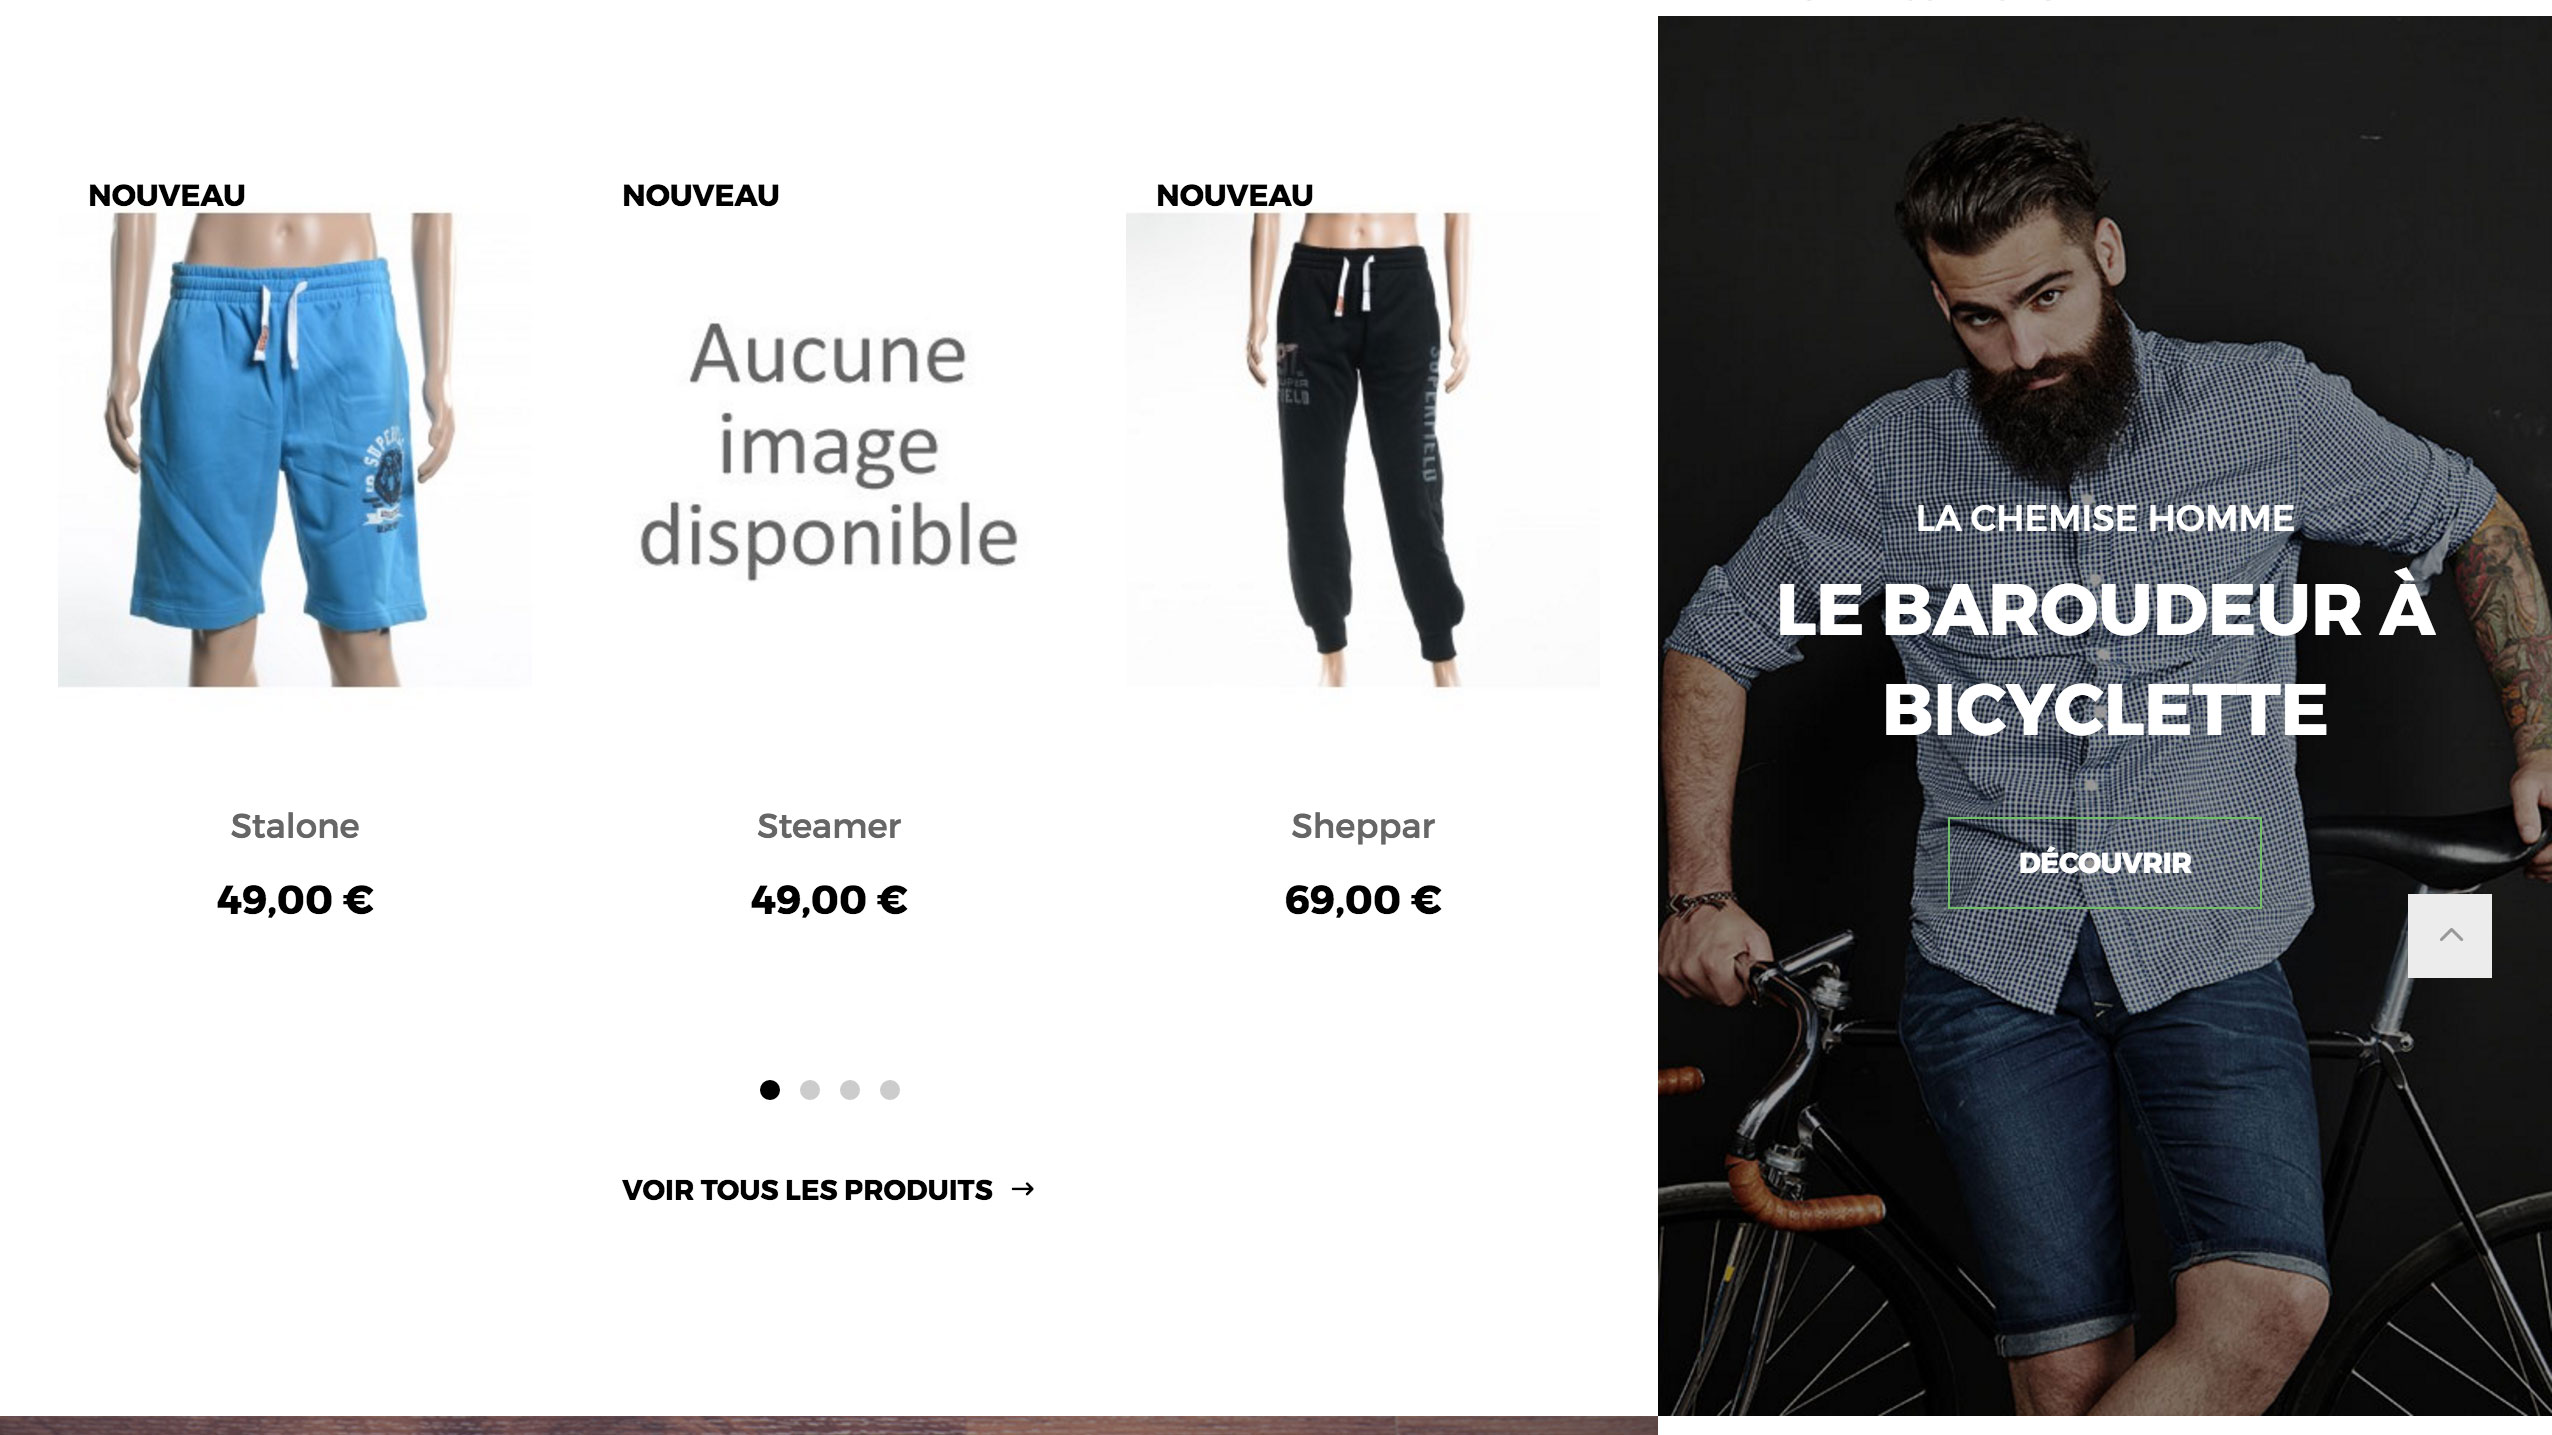 NOUVEAU
NOUVEAU
NOUVEAU
Aucune
image
disponible
SUPERFIELD
Stalone
Steamer
Sheppar
49,00 €
49,00 €
69,00 €
VOIR TOUS LES PRODUITS →
LA CHEMISE HOMME
LE BAROUDEUR À
BICYCLETTE
DÉCOUVRIR